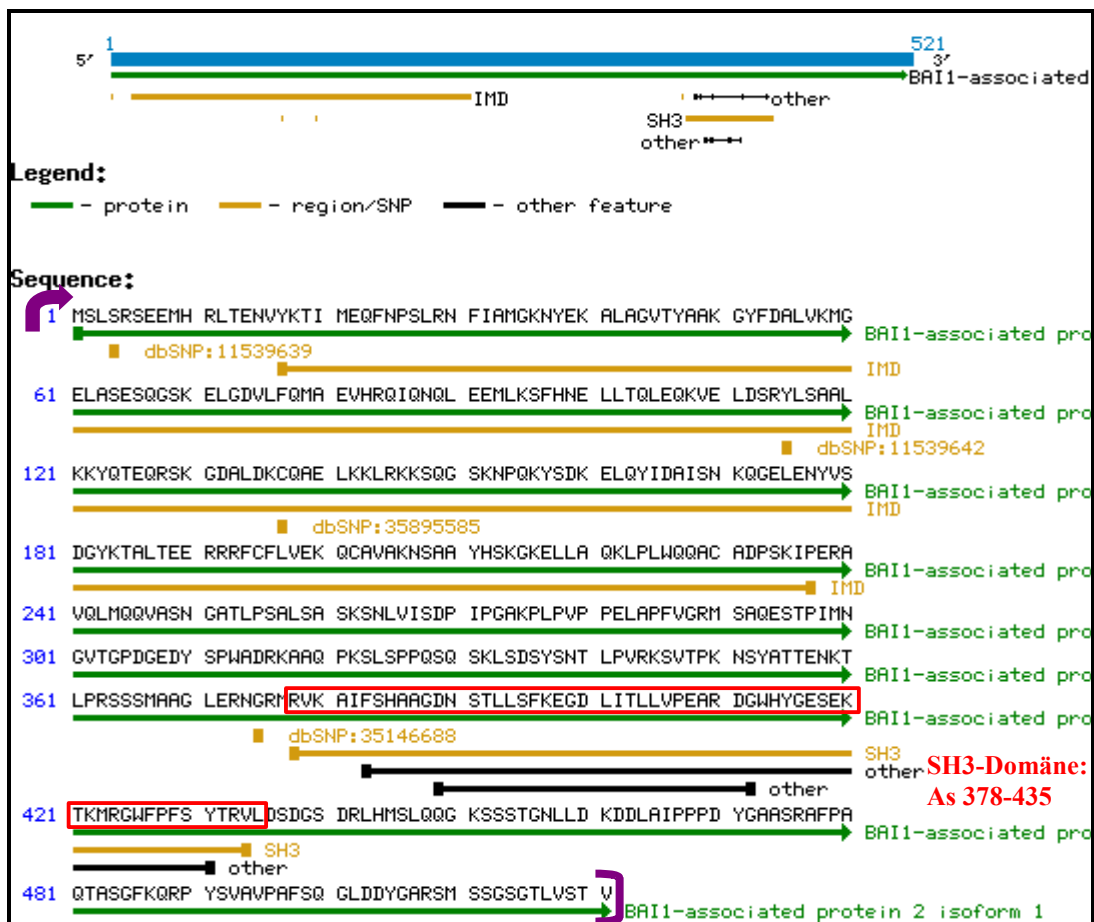 1 521
5′ 3′
BAI1-associated
IMD other
SH3
other
Legend:
- protein - region/SNP - other feature
Sequence:
1 MSLSRSEEMH RLTENVYKTI MEQFNPSLRN FIAMGKNYEK ALAGVTYAAK GYFDALVKMG
BAI1-associated pro
dbSNP:11539639
IMD
61 ELASESQGSK ELGDVLFQMA EVHRQIQNQL EEMLKSFHNE LLTQLEQKVE LDSRYLSAAL
BAI1-associated pro
IMD
dbSNP:11539642
121 KKYQTEQRSK GDALDKCQAE LKKLRKKSQG SKNPQKYSDK ELQYIDAISN KQGELENYVS
BAI1-associated pro
IMD
dbSNP:35895585
181 DGYKTALTEE RRRFCFLVEK QCAVAKNSAA YHSKGKELLA QKLPLWQQAC ADPSKIPERA
BAI1-associated pro
IMD
241 VQLMQQVASN GATLPSALSA SKSNLVISDP IPGAKPLPVP PELAPFVGRM SAQESTPIMN
BAI1-associated pro
301 GVTGPDGEDY SPWADRKAAQ PKSLSPPQSQ SKLSDSYSNT LPVRKSVTPK NSYATTENKT
BAI1-associated pro
361 LPRSSSMAAG LERNGRMRVK AIFSHAAGDN STLLSFKEGD LITLLVPEAR DGWHYGESEK
BAI1-associated pro
dbSNP:35146688
SH3
other
other
SH3-Domäne:
As 378-435
421 TKMRGWFPFS YTRVLDSDGS DRLHMSLQQG KSSSTGNLLD KDDLAIPPPD YGAASRAFPA
BAI1-associated pro
SH3
other
481 QTASGFKQRP YSVAVPAFSQ GLDDYGARSM SSGSGTLVST V
BAI1-associated protein 2 isoform 1